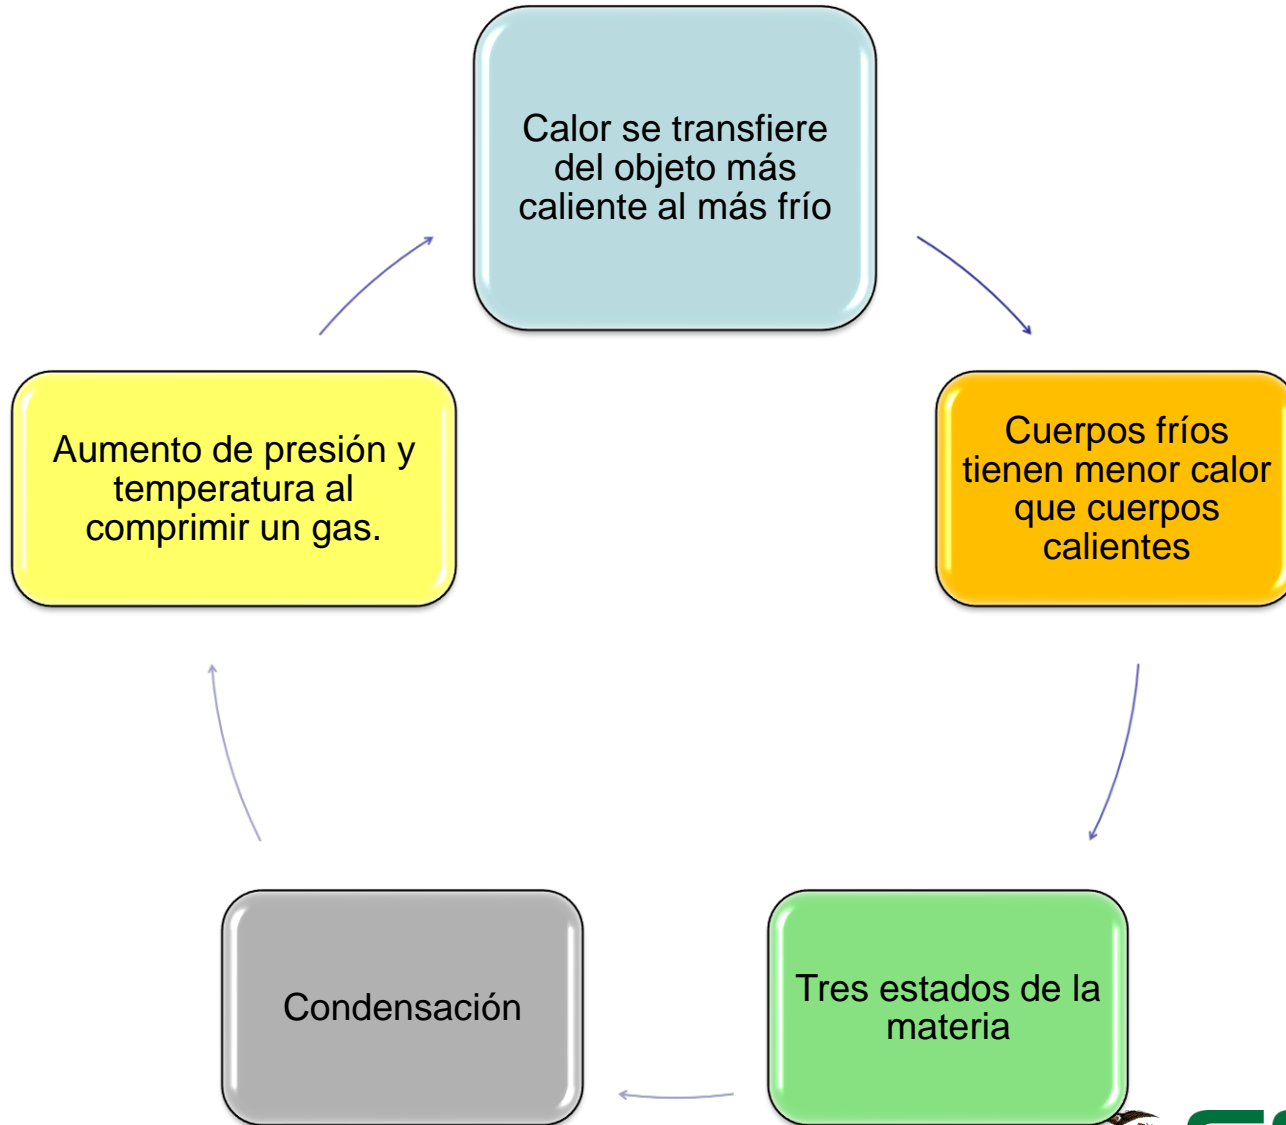 Calor se transfiere
del objeto más
caliente al más frío
Cuerpos fríos
tienen menor calor
que cuerpos
calientes
Tres estados de la
materia
Condensación
Aumento de presión y
temperatura al
comprimir un gas.